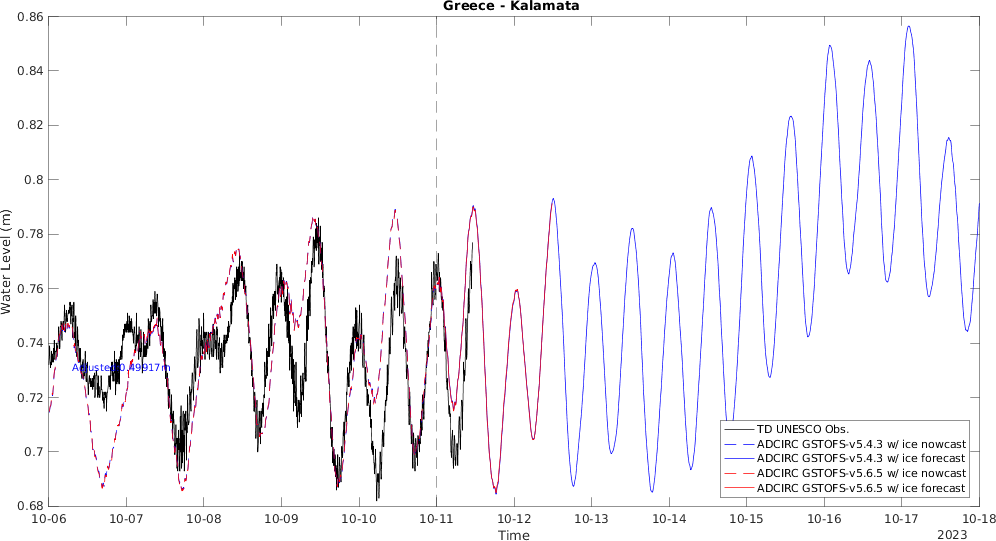 Greece - Kalamata
Water Level (m)
0.86
0.84
0.82
0.8
0.78
0.76
0.74
0.72
0.7
0.68
Adjusted 0.49917m
TD UNESCO Obs.
ADCIRC GSTOFS-v5.4.3 w/ ice nowcast
ADCIRC GSTOFS-v5.4.3 w/ ice forecast
ADCIRC GSTOFS-v5.6.5 w/ ice nowcast
ADCIRC GSTOFS-v5.6.5 w/ ice forecast
10-06 10-07 10-08 10-09 10-10 10-11 10-12 10-13 10-14 10-15 10-16 10-17 10-18
Time
2023